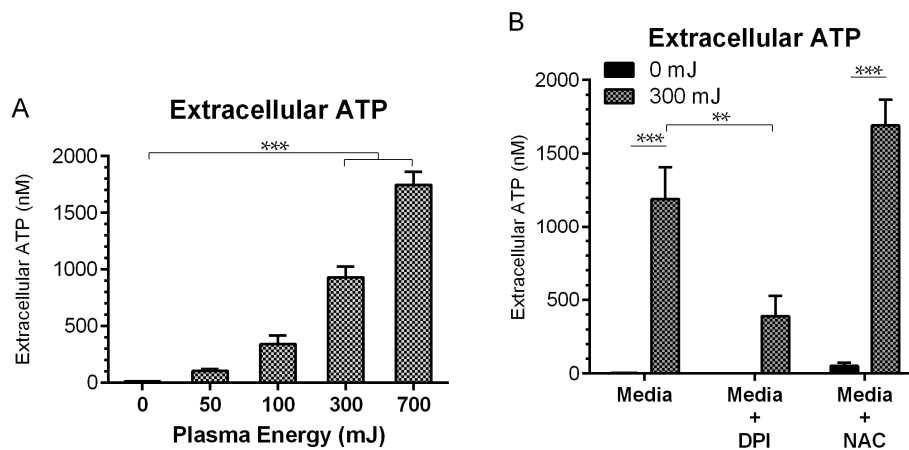 A
Extracellular ATP
***
Extracellular ATP (nM)
2000
1500
1000
500
0
0 50 100 300 700
Plasma Energy (mJ)
B
Extracellular ATP
0 mJ
300 mJ
***
**
***
Extracellular ATP (nM)
2000
1500
1000
500
0
Media Media Media
+ +
DPI NAC